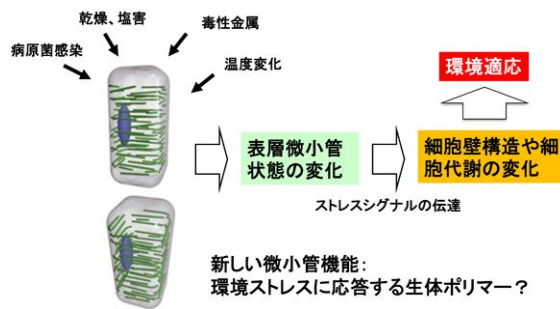 乾燥、塩害
毒性金属
病原菌感染
温度変化
環境適応
表層微小管
状態の変化
細胞壁構造や細
胞代謝の変化
ストレスシグナルの伝達
新しい微小管機能：
環境ストレスに応答する生体ポリマー？